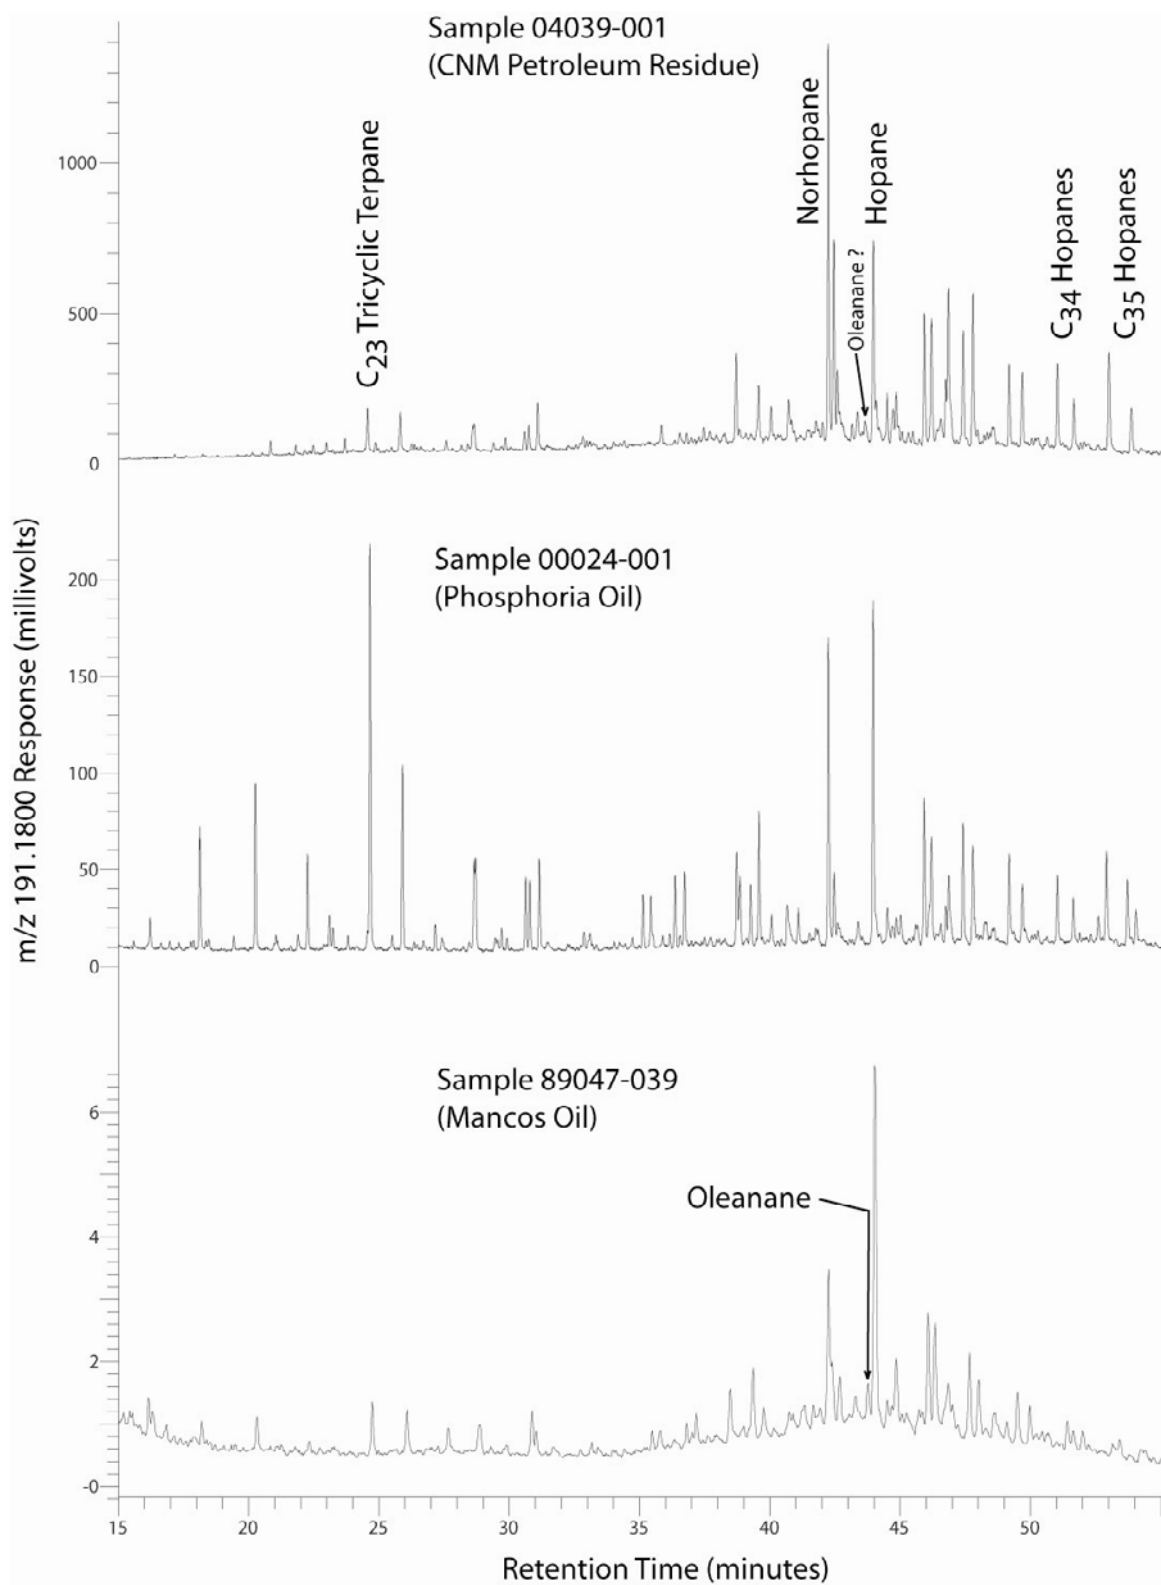 Sample 04039-001
(CNM Petroleum Residue)
C23 Tricyclic Terpane
Norhopane
Oleanane ?
Hopane
C34 Hopanes
C35 Hopanes
1000
500
0
m/z 191.1800 Response (millivolts)
Sample 00024-001
(Phosphoria Oil)
200
150
100
50
0
Sample 89047-039
(Mancos Oil)
Oleanane
6
4
2
-0
15 20 25 30 35 40 45 50
Retention Time (minutes)